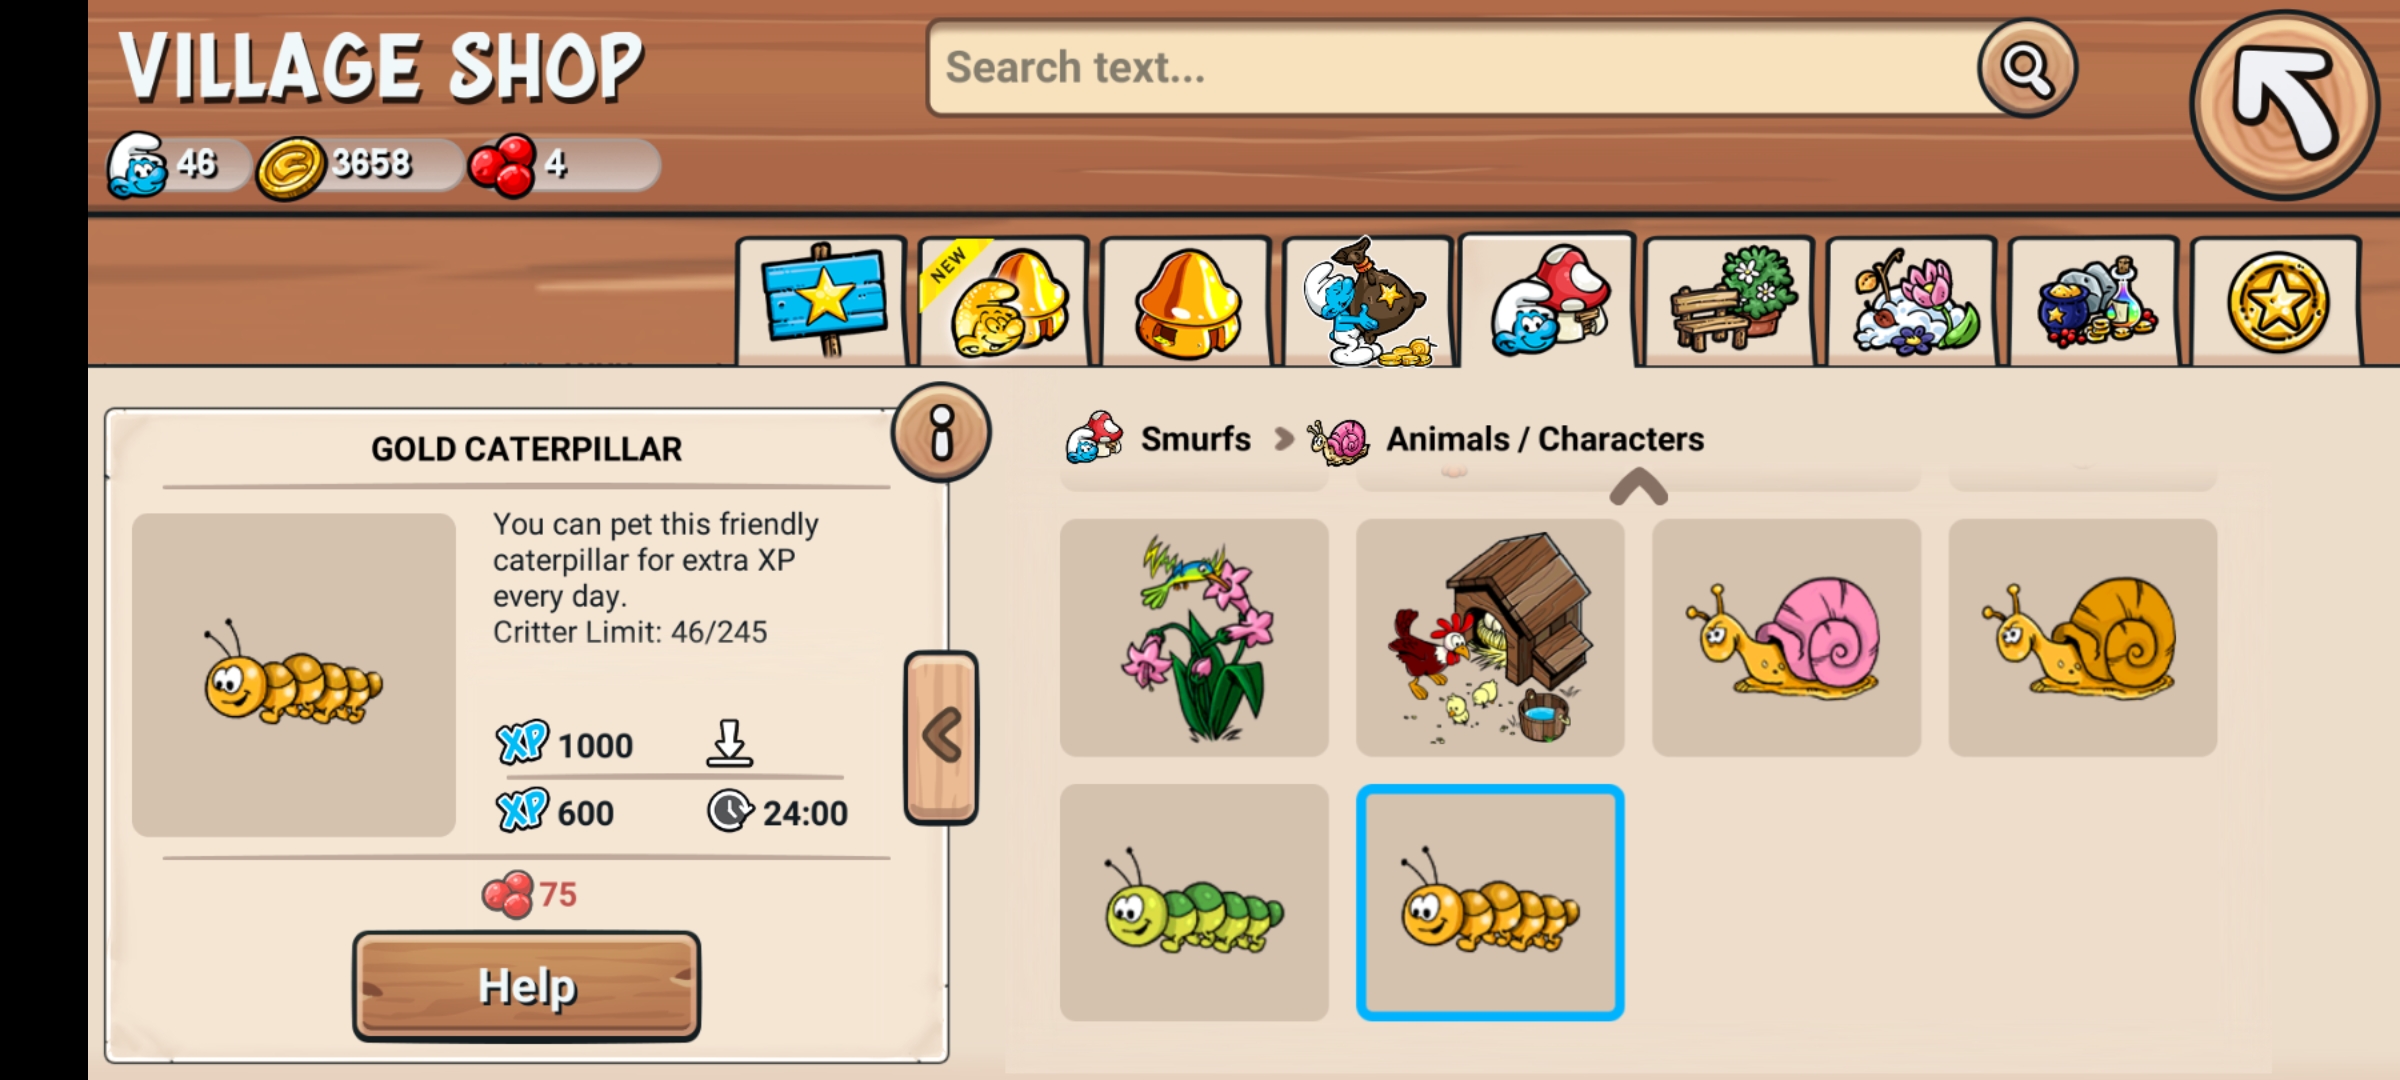 VILLAGE SHOP
Search text...
46
3658
4
NEW
GOLD CATERPILLAR
You can pet this friendly
caterpillar for extra XP
every day.
Critter Limit: 46/245
XP 1000
XP 600
24:00
75
Help
Smurfs
Animals / Characters